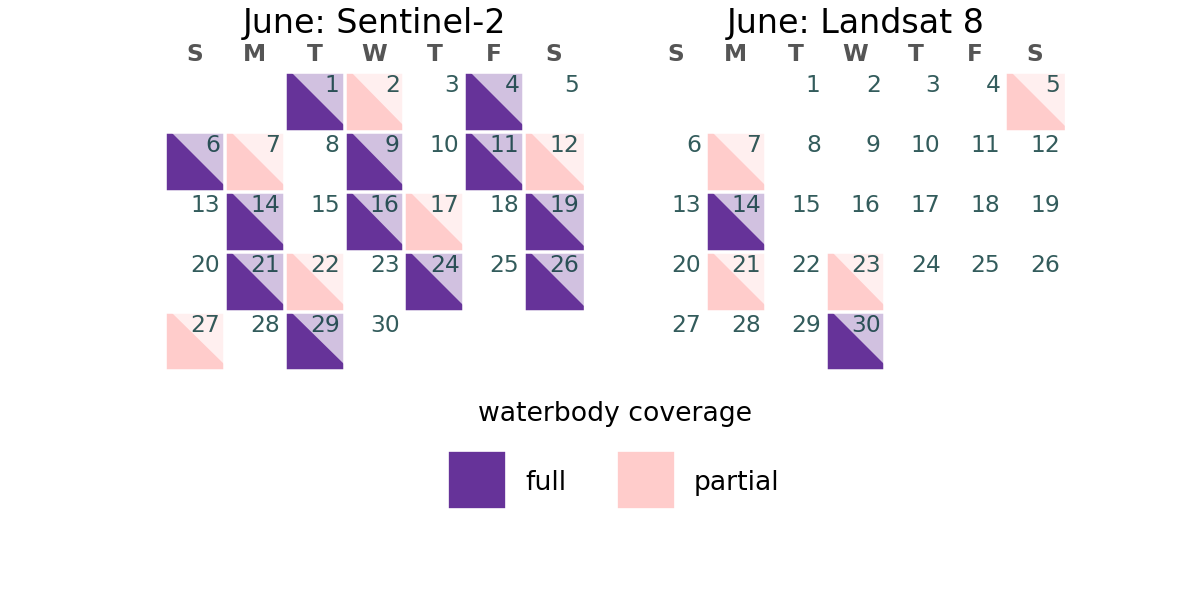 June: Sentinel-2
S M T W T F S
1 2 3 4 5
6 7 8 9 10 11 12
13 14 15 16 17 18 19
20 21 22 23 24 25 26
27 28 29 30
June: Landsat 8
S M T W T F S
1 2 3 4 5
6 7 8 9 10 11 12
13 14 15 16 17 18 19
20 21 22 23 24 25 26
27 28 29 30
waterbody coverage
full
partial